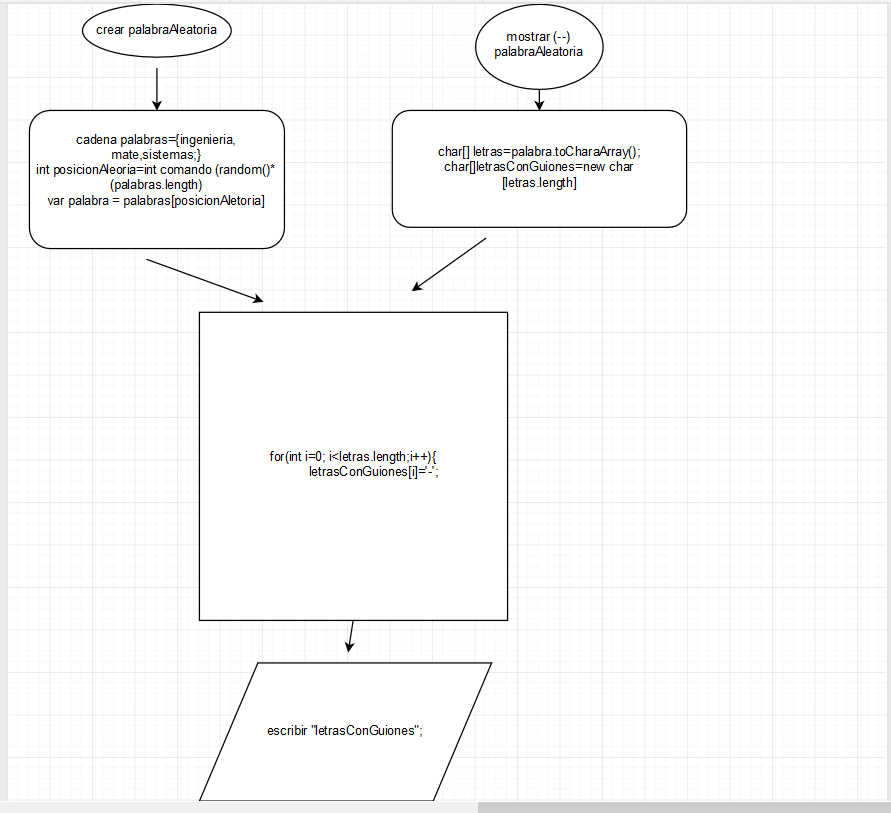 crear palabraAleatoria
mostrar (--)
palabraAleatoria
cadena palabras={ingenieria,
mate,sistemas;}
int posicionAleoria=int comando (random()*
(palabras.length)
var palabra = palabras[posicionAletoria]
char[] letras=palabra.toCharaArray();
char[]letrasConGuiones=new char
[letras.length]
for(int i=0; i<letras.length;i++){
letrasConGuiones[i]='-';
escribir "letrasConGuiones";